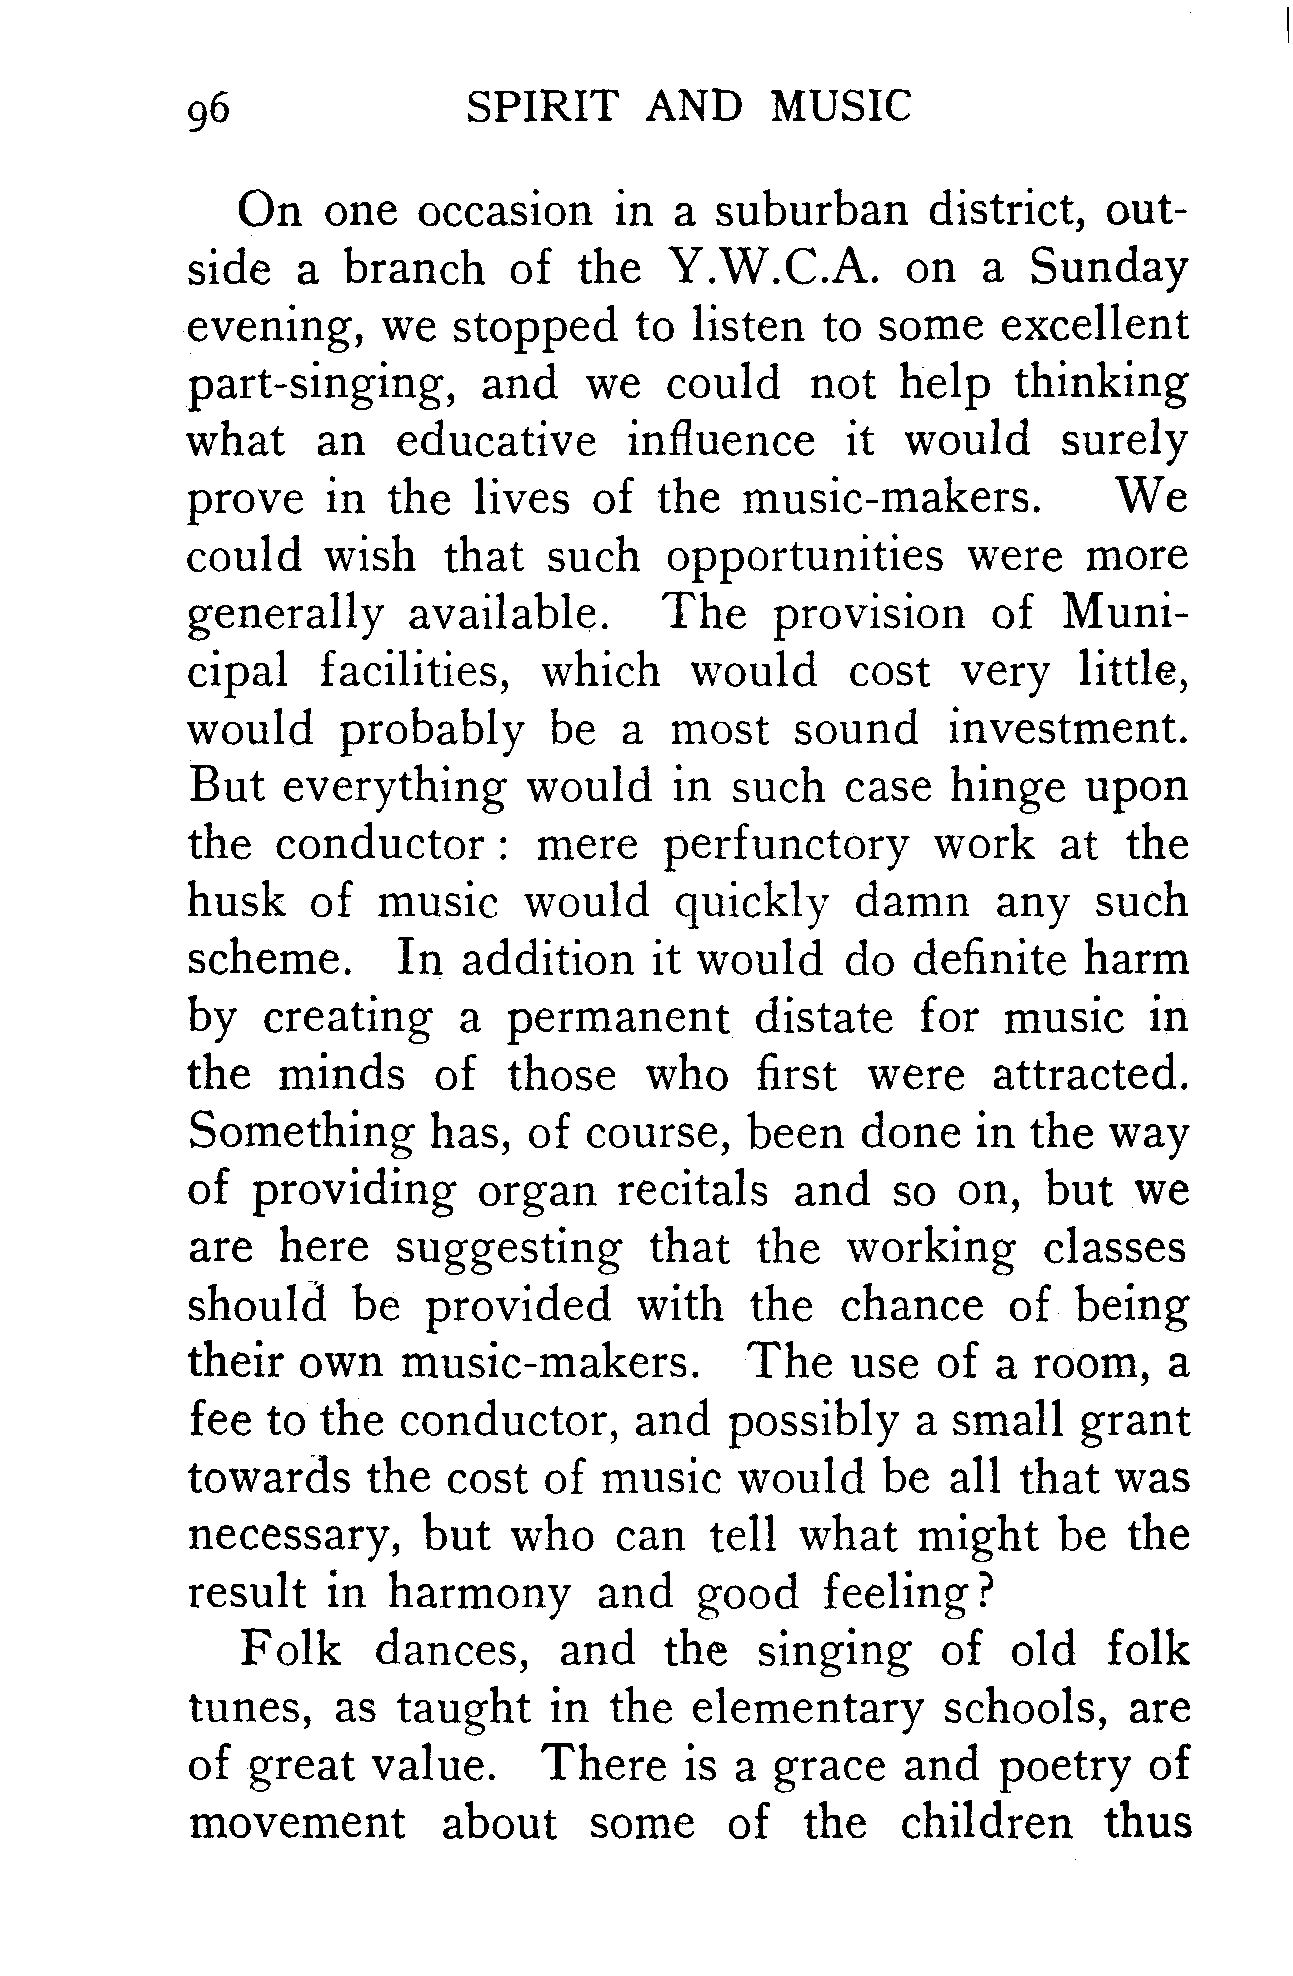 96 SPIRIT AND MUSIC
On one occasion in a suburban district, out-
side a branch of the Y.W.C.A. on a Sunday
evening, we stopped to listen to some excellent
part-singing, and we could not help thinking
what an educative influence it would surely
prove in the lives of the music-makers. We
could wish that such opportunities were more
generally available. The provision of Muni-
cipal facilities, which would cost very little,
would probably be a most sound investment.
But everything would in such case hinge upon
the conductor : mere perfunctory work at the
husk of music would quickly damn any such
scheme. In addition it would do definite harm
by creating a permanent distate for music in
the minds of those who first were attracted.
Something has, of course, been done in the way
of providing organ recitals and so on, but we
are here suggesting that the working classes
should be provided with the chance of being
their own music-makers. The use of a room, a
fee to the conductor, and possibly a small grant
towards the cost of music would be all that was
necessary, but who can tell what might be the
result in harmony and good feeling?
Folk dances, and the singing of old folk
tunes, as taught in the elementary schools, are
of great value. There is a grace and poetry of
movement about some of the children thus